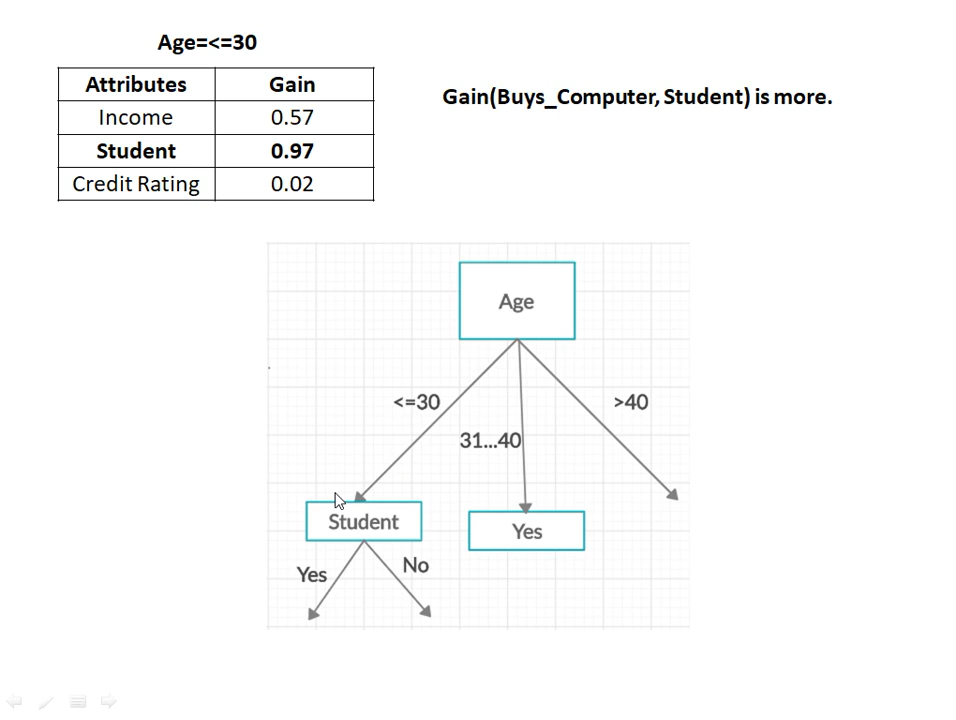 Age=<=30
Attributes Gain
Income 0.57
Student 0.97
Credit Rating 0.02
Gain(Buys_Computer, Student) is more.
Age
<=30
>40
31...40
Student
Yes
Yes
No